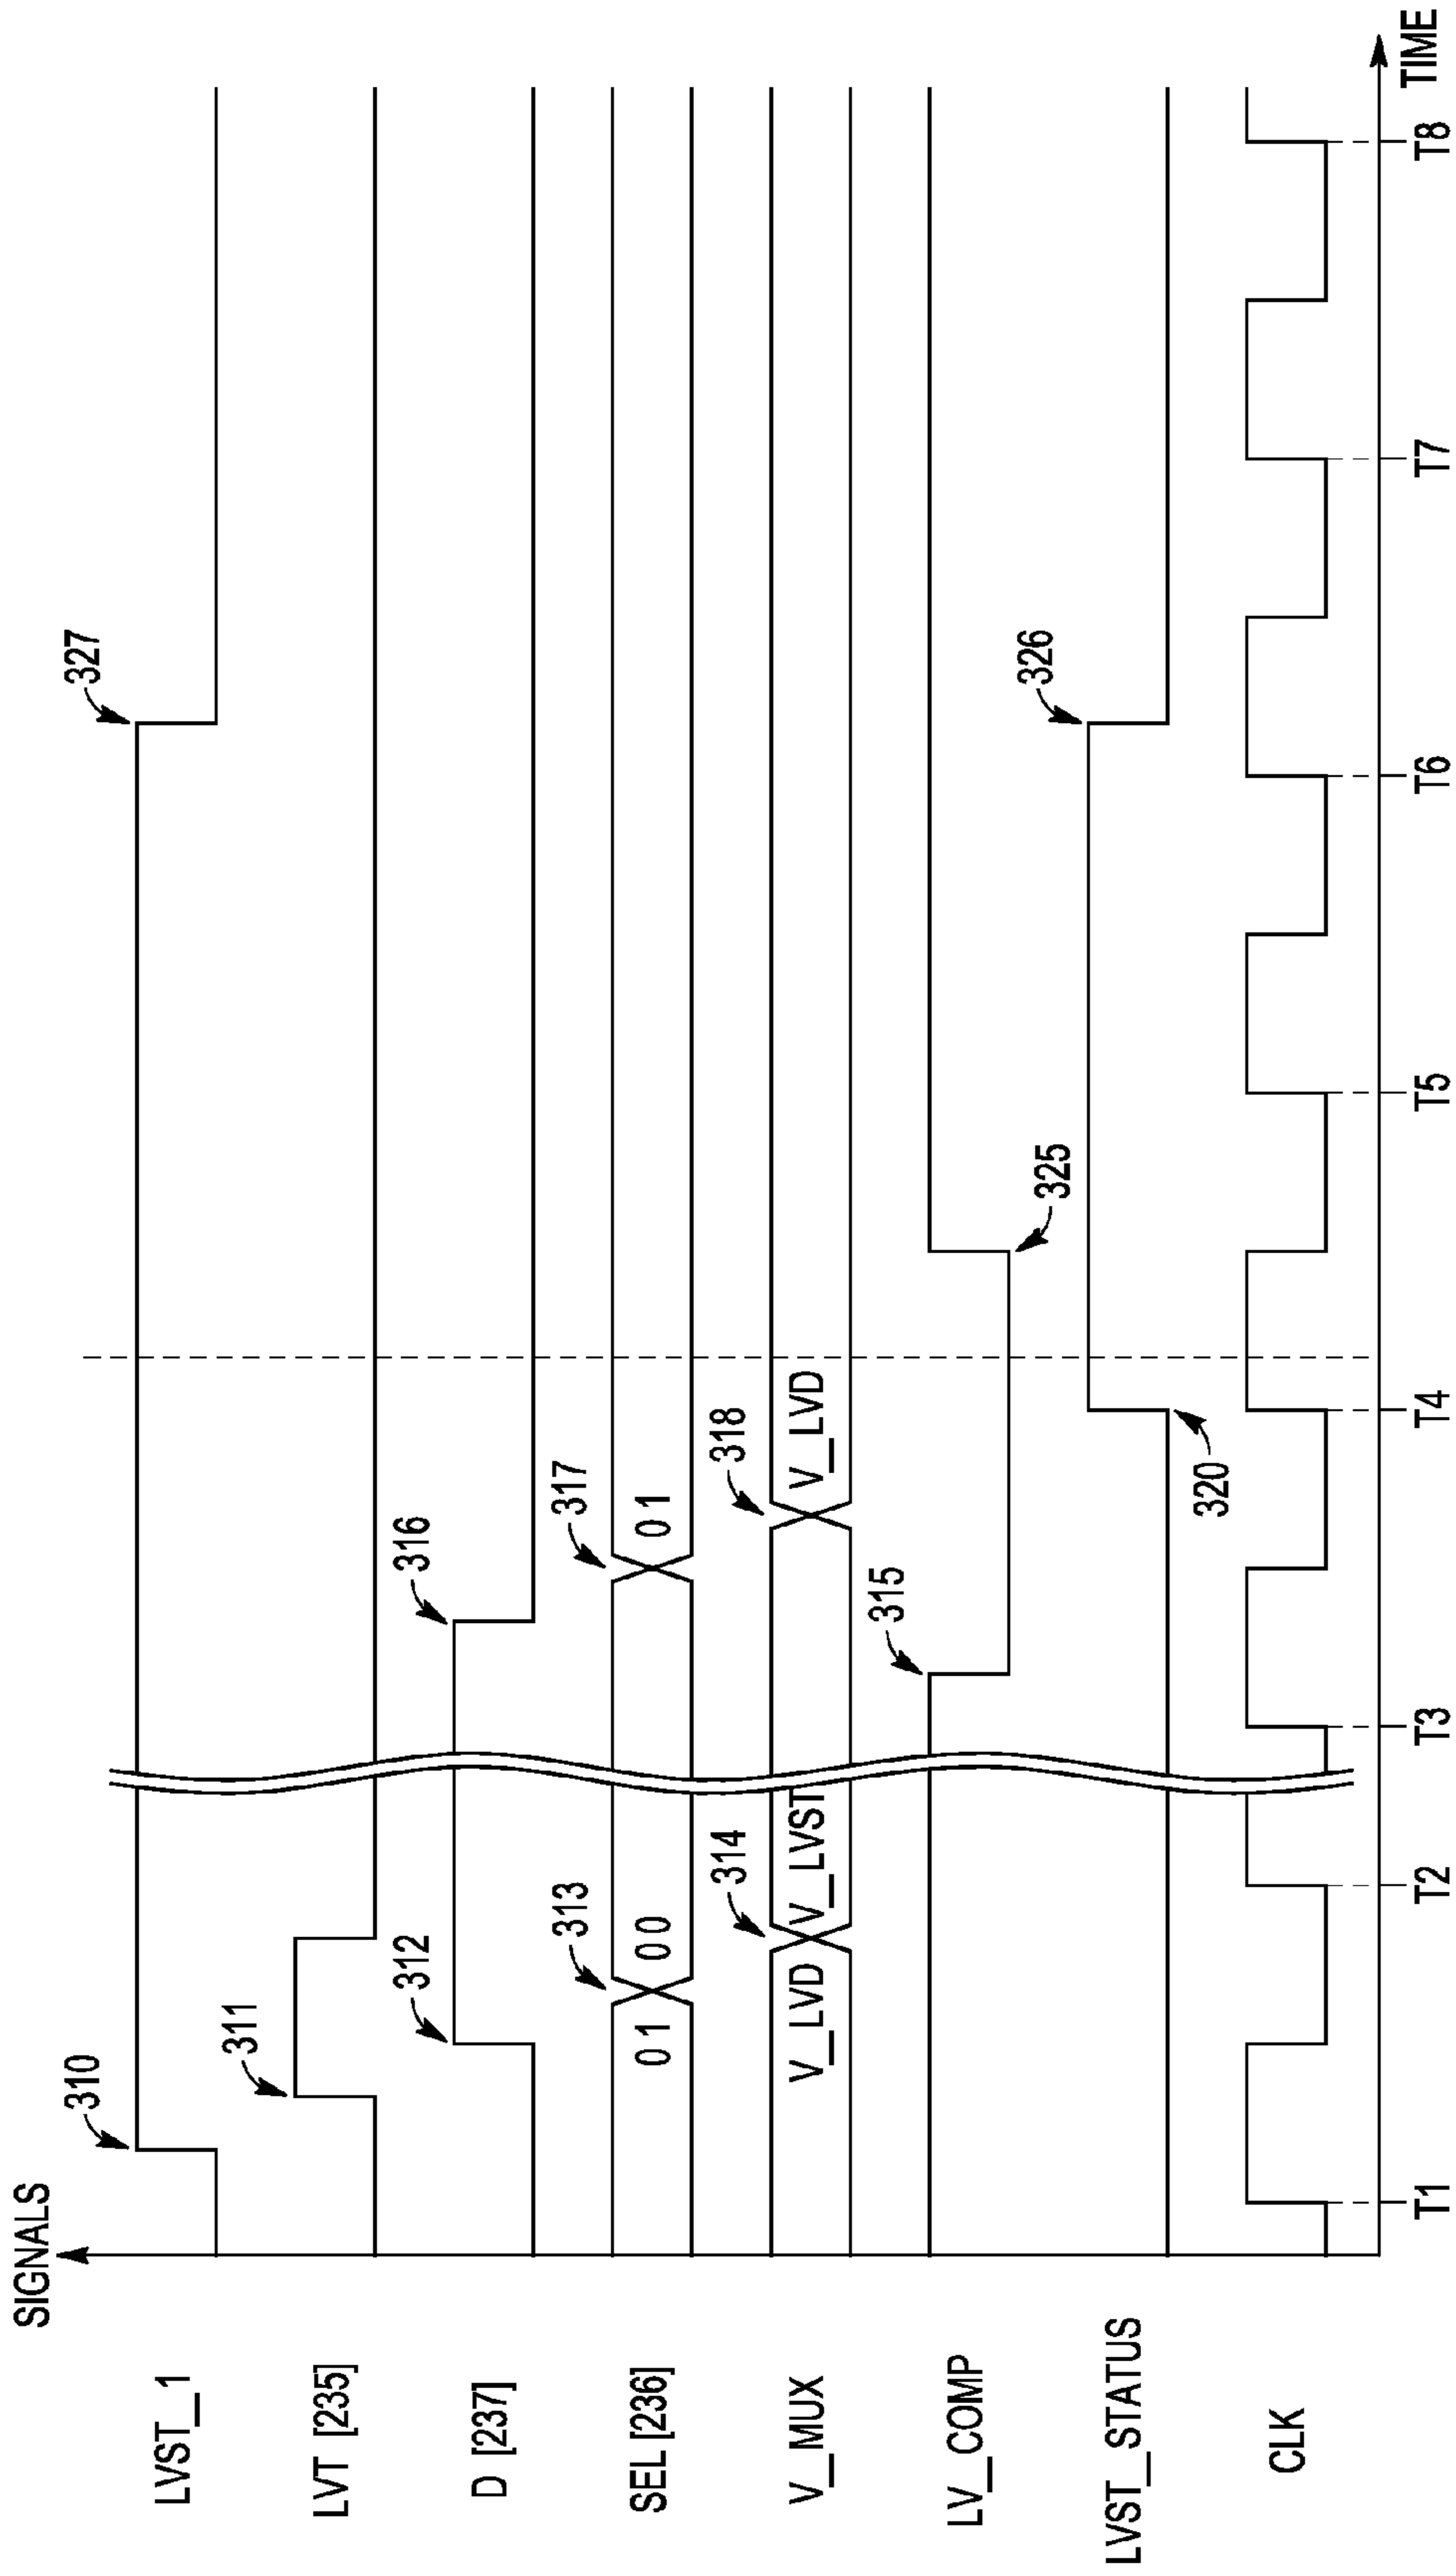 SIGNALS
LVST_1
310
327
LVT [235]
311
D [237]
312
316
SEL [236]
01
313
00
317
01
V_MUX
V_LVD
314
V_LVST
318
V_LVD
LV_COMP
315
325
LVST_STATUS
320
326
CLK
T1
T2
T3
T4
T5
T6
T7
T8
TIME